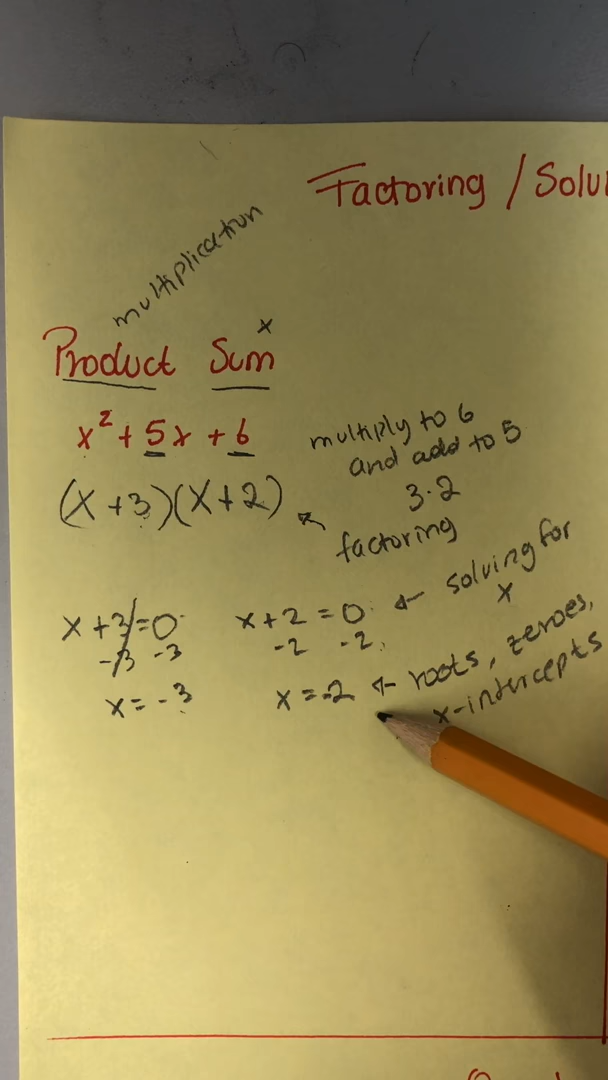 Factoring / Solv
multiplication
x
Product Sum
x² + 5x + 6
multiply to 6
and add to 5
3·2
(x + 3)(x + 2)
factoring
x + 3 = 0
-3 -3
x = -3
x + 2 = 0
-2 -2
x = -2
solving for
x
roots, zeroes,
x-intercepts